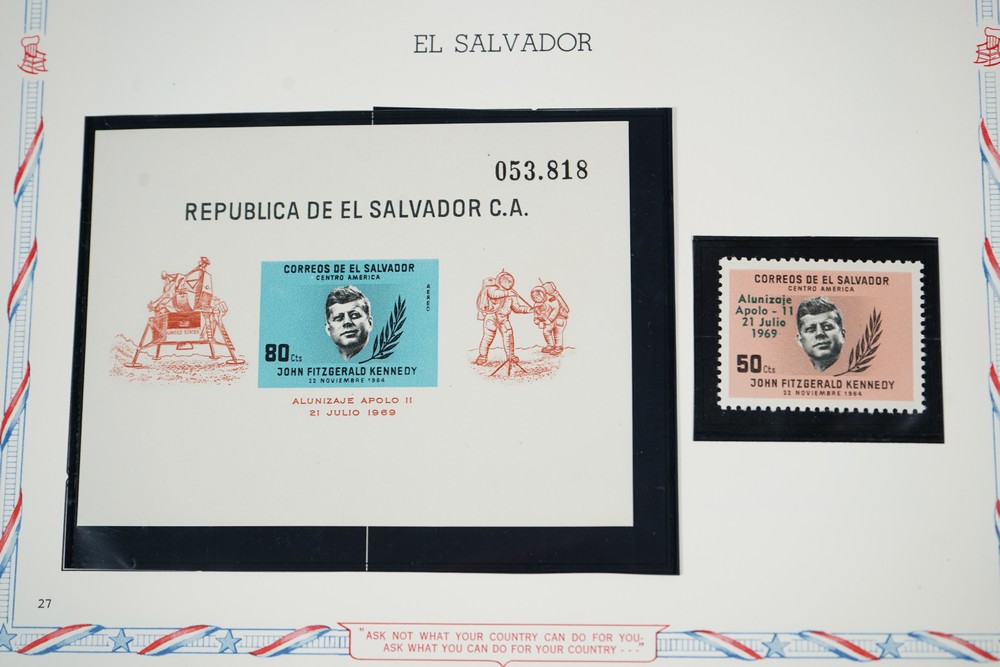 EL SALVADOR
053.818
REPUBLICA DE EL SALVADOR C.A.
UNITED STATES
CORREOS DE EL SALVADOR
CENTRO AMERICA
AEREO
80 Cts
JOHN FITZGERALD KENNEDY
22 NOVIEMBRE 1964
ALUNIZAJE APOLO 11
21 JULIO 1969
CORREOS DE EL SALVADOR
CENTRO AMERICA
Alunizaje
Apolo - 11
21 Julio
1969
50 Cts
JOHN FITZGERALD KENNEDY
22 NOVIEMBRE 1964
27
"ASK NOT WHAT YOUR COUNTRY CAN DO FOR YOU-
ASK WHAT YOU CAN DO FOR YOUR COUNTRY - - -"